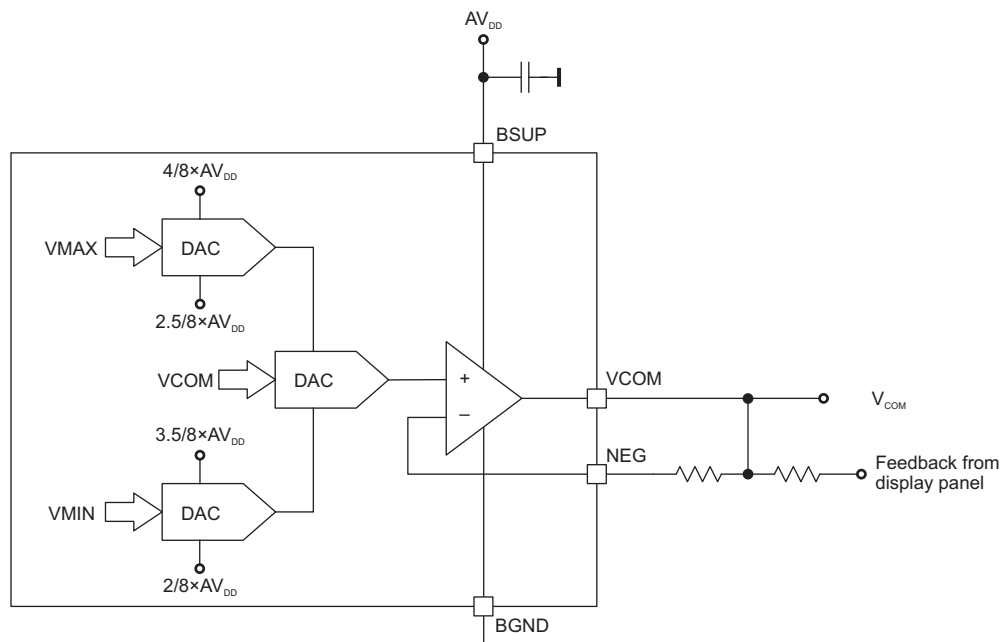 AVDD
BSUP
4/8×AVDD
VMAX
DAC
2.5/8×AVDD
VCOM
DAC
+
–
VCOM
VCOM
3.5/8×AVDD
NEG
Feedback from
display panel
VMIN
DAC
2/8×AVDD
BGND